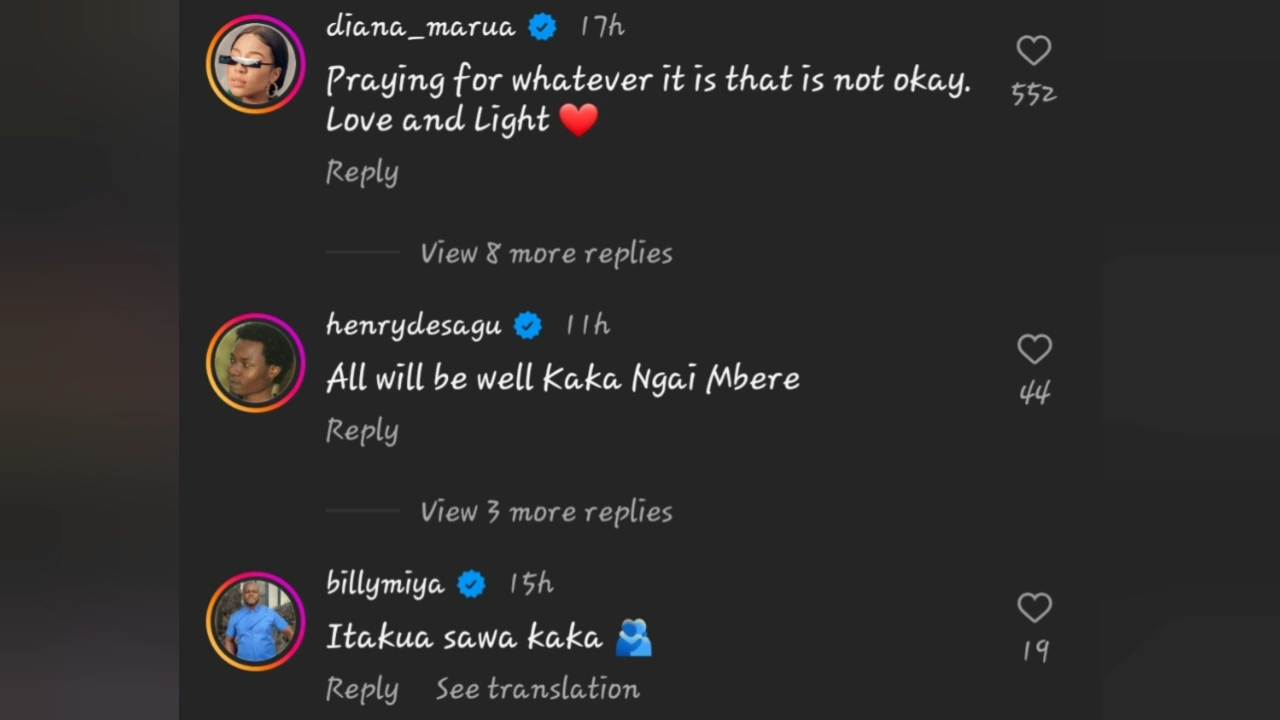 diana_marua 17h
Praying for whatever it is that is not okay.
Love and Light ❤️
552
Reply
View 8 more replies
henrydesagu 11h
All will be well Kaka Ngai Mbere
44
Reply
View 3 more replies
billymiya 15h
Itakua sawa kaka 🫂
19
Reply See translation